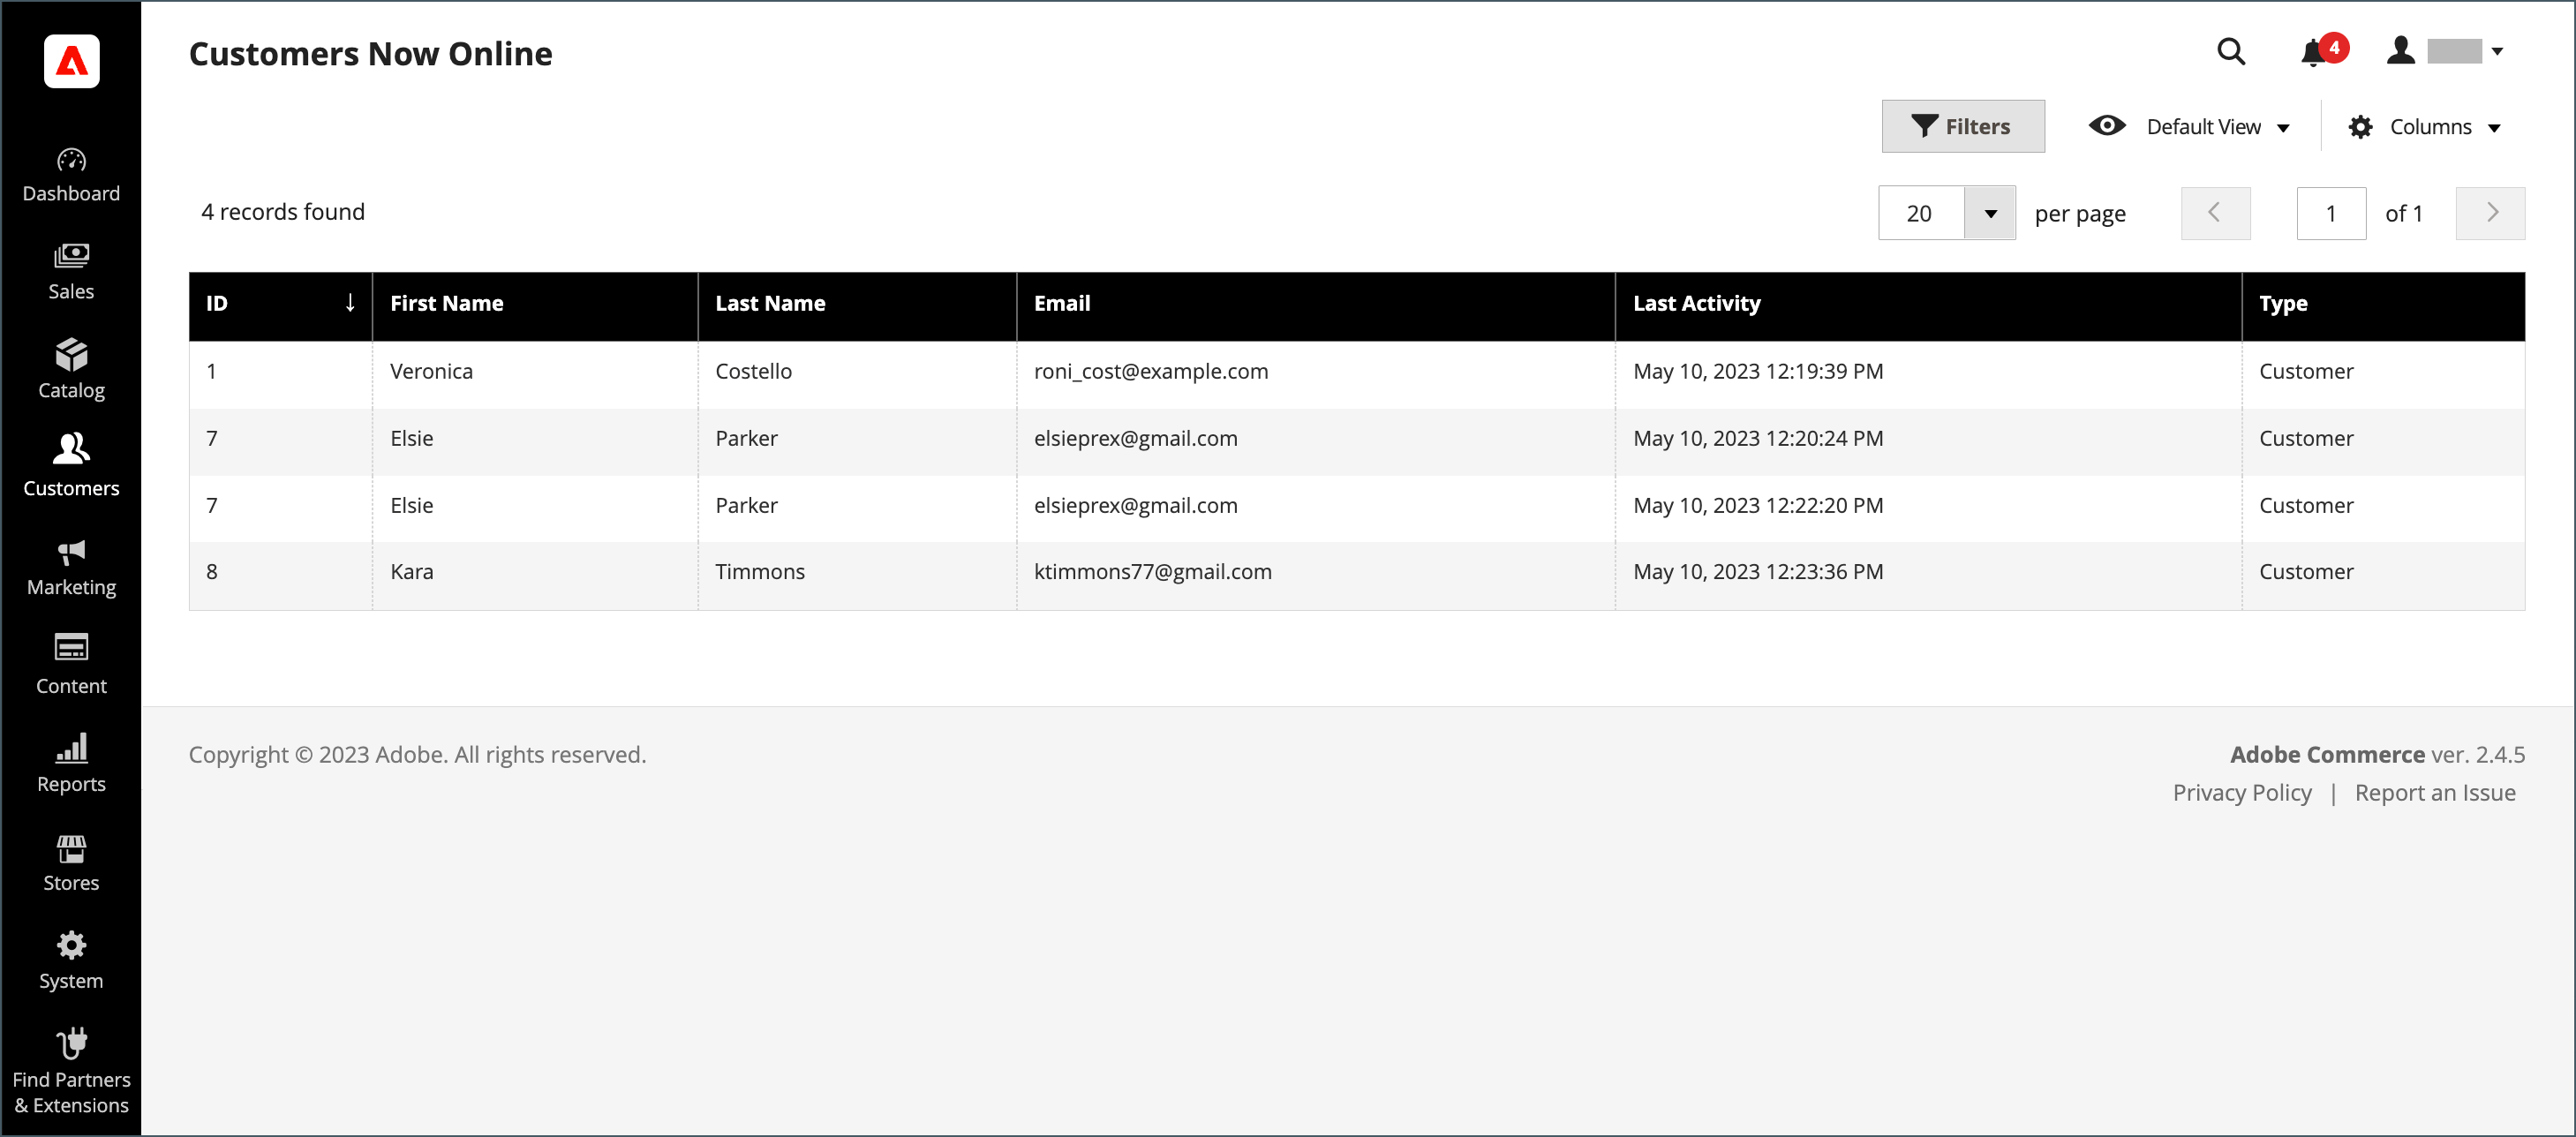 Customers Now Online
4
Filters
Default View
Columns
4 records found
20 per page
1 of 1
ID First Name Last Name Email Last Activity Type
1 Veronica Costello roni_cost@example.com May 10, 2023 12:19:39 PM Customer
7 Elsie Parker elsieprex@gmail.com May 10, 2023 12:20:24 PM Customer
7 Elsie Parker elsieprex@gmail.com May 10, 2023 12:22:20 PM Customer
8 Kara Timmons ktimmons77@gmail.com May 10, 2023 12:23:36 PM Customer
Copyright © 2023 Adobe. All rights reserved.
Adobe Commerce ver. 2.4.5
Privacy Policy | Report an Issue
Dashboard
Sales
Catalog
Customers
Marketing
Content
Reports
Stores
System
Find Partners
& Extensions